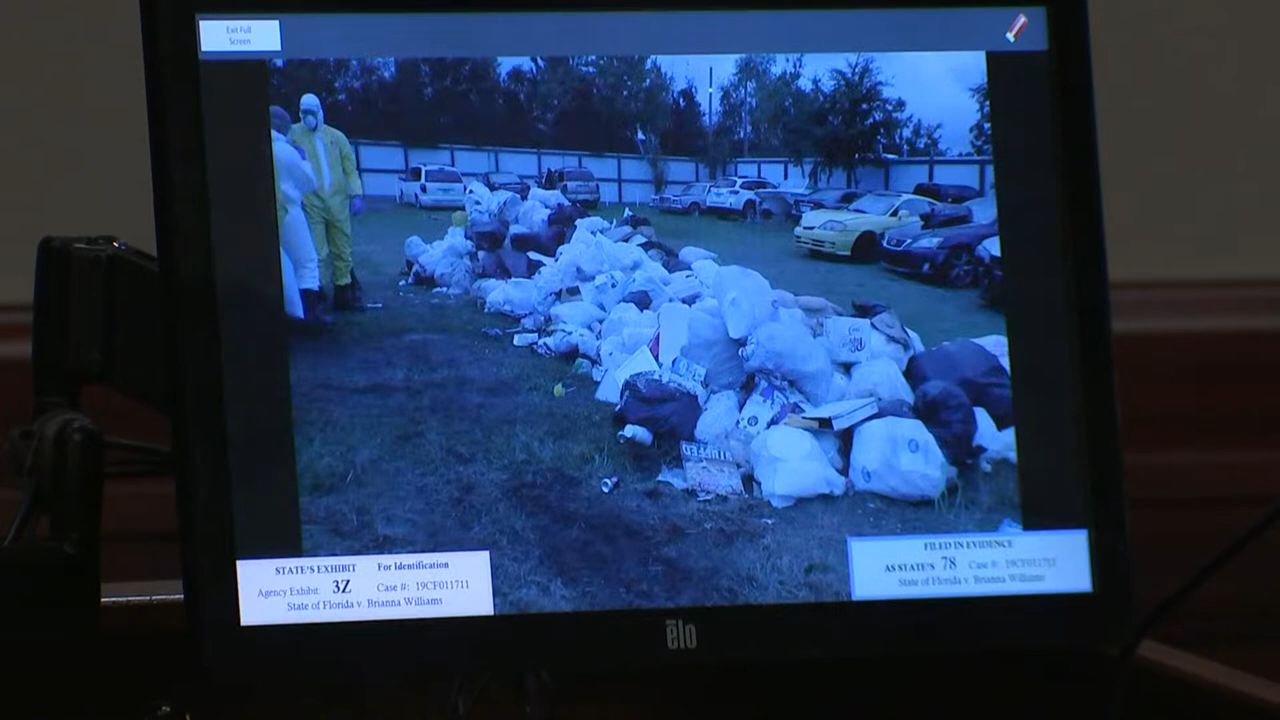 Exit Full
Screen
STUFFED
STATE'S EXHIBIT For Identification
Agency Exhibit: 3Z Case #: 19CF011711
State of Florida v. Brianna Williams
FILED IN EVIDENCE
AS STATE'S 78 Case #: 19CF011711
State of Florida v. Brianna Williams
elo